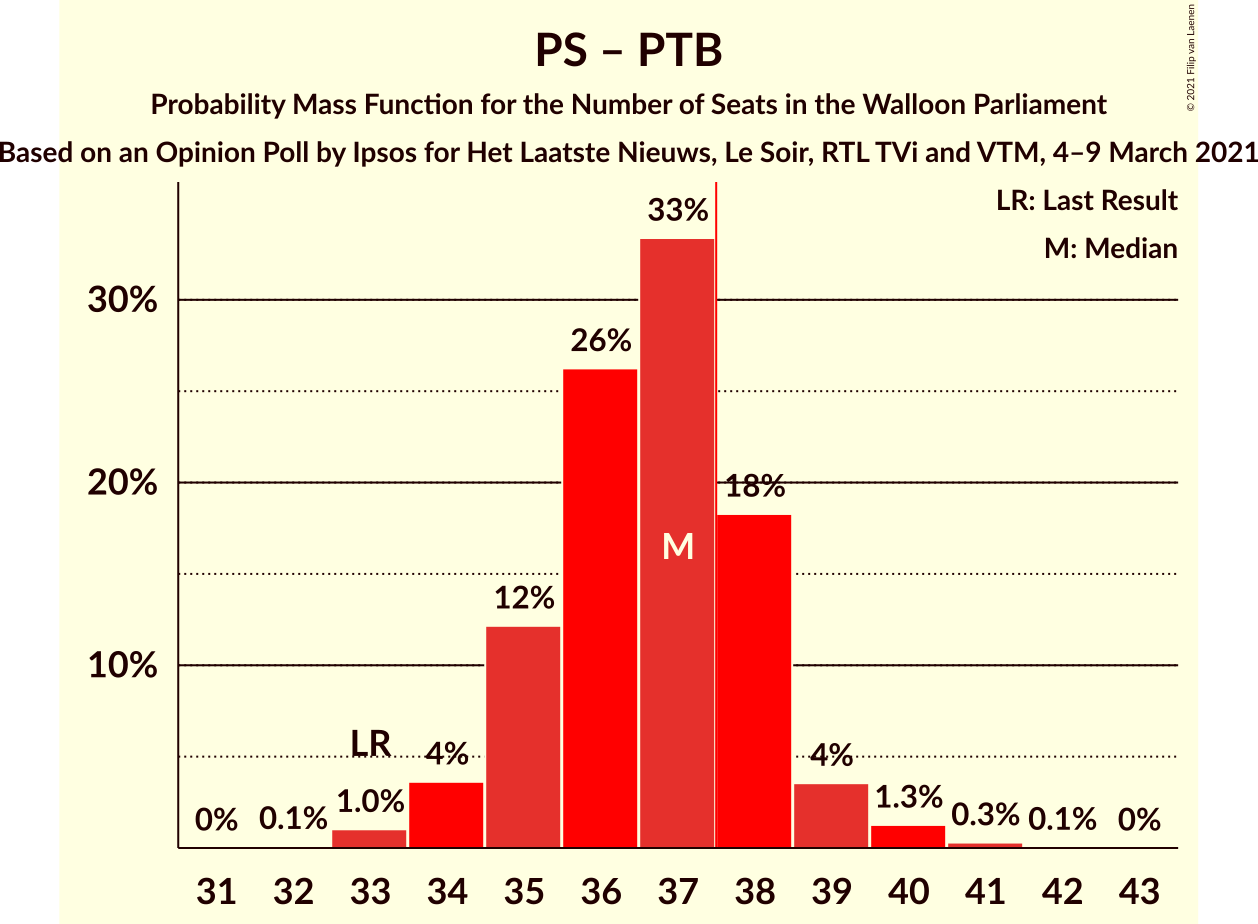 PS – PTB
Probability Mass Function for the Number of Seats in the Walloon Parliament
Based on an Opinion Poll by Ipsos for Het Laatste Nieuws, Le Soir, RTL TVi and VTM, 4–9 March 2021
© 2021 Filip van Laenen
LR: Last Result
M: Median
33%
30%
26%
20%
18%
M
12%
10%
LR
4%
4%
1.0%
1.3%
0%
0.1%
0.3%
0.1%
0%
31 32 33 34 35 36 37 38 39 40 41 42 43